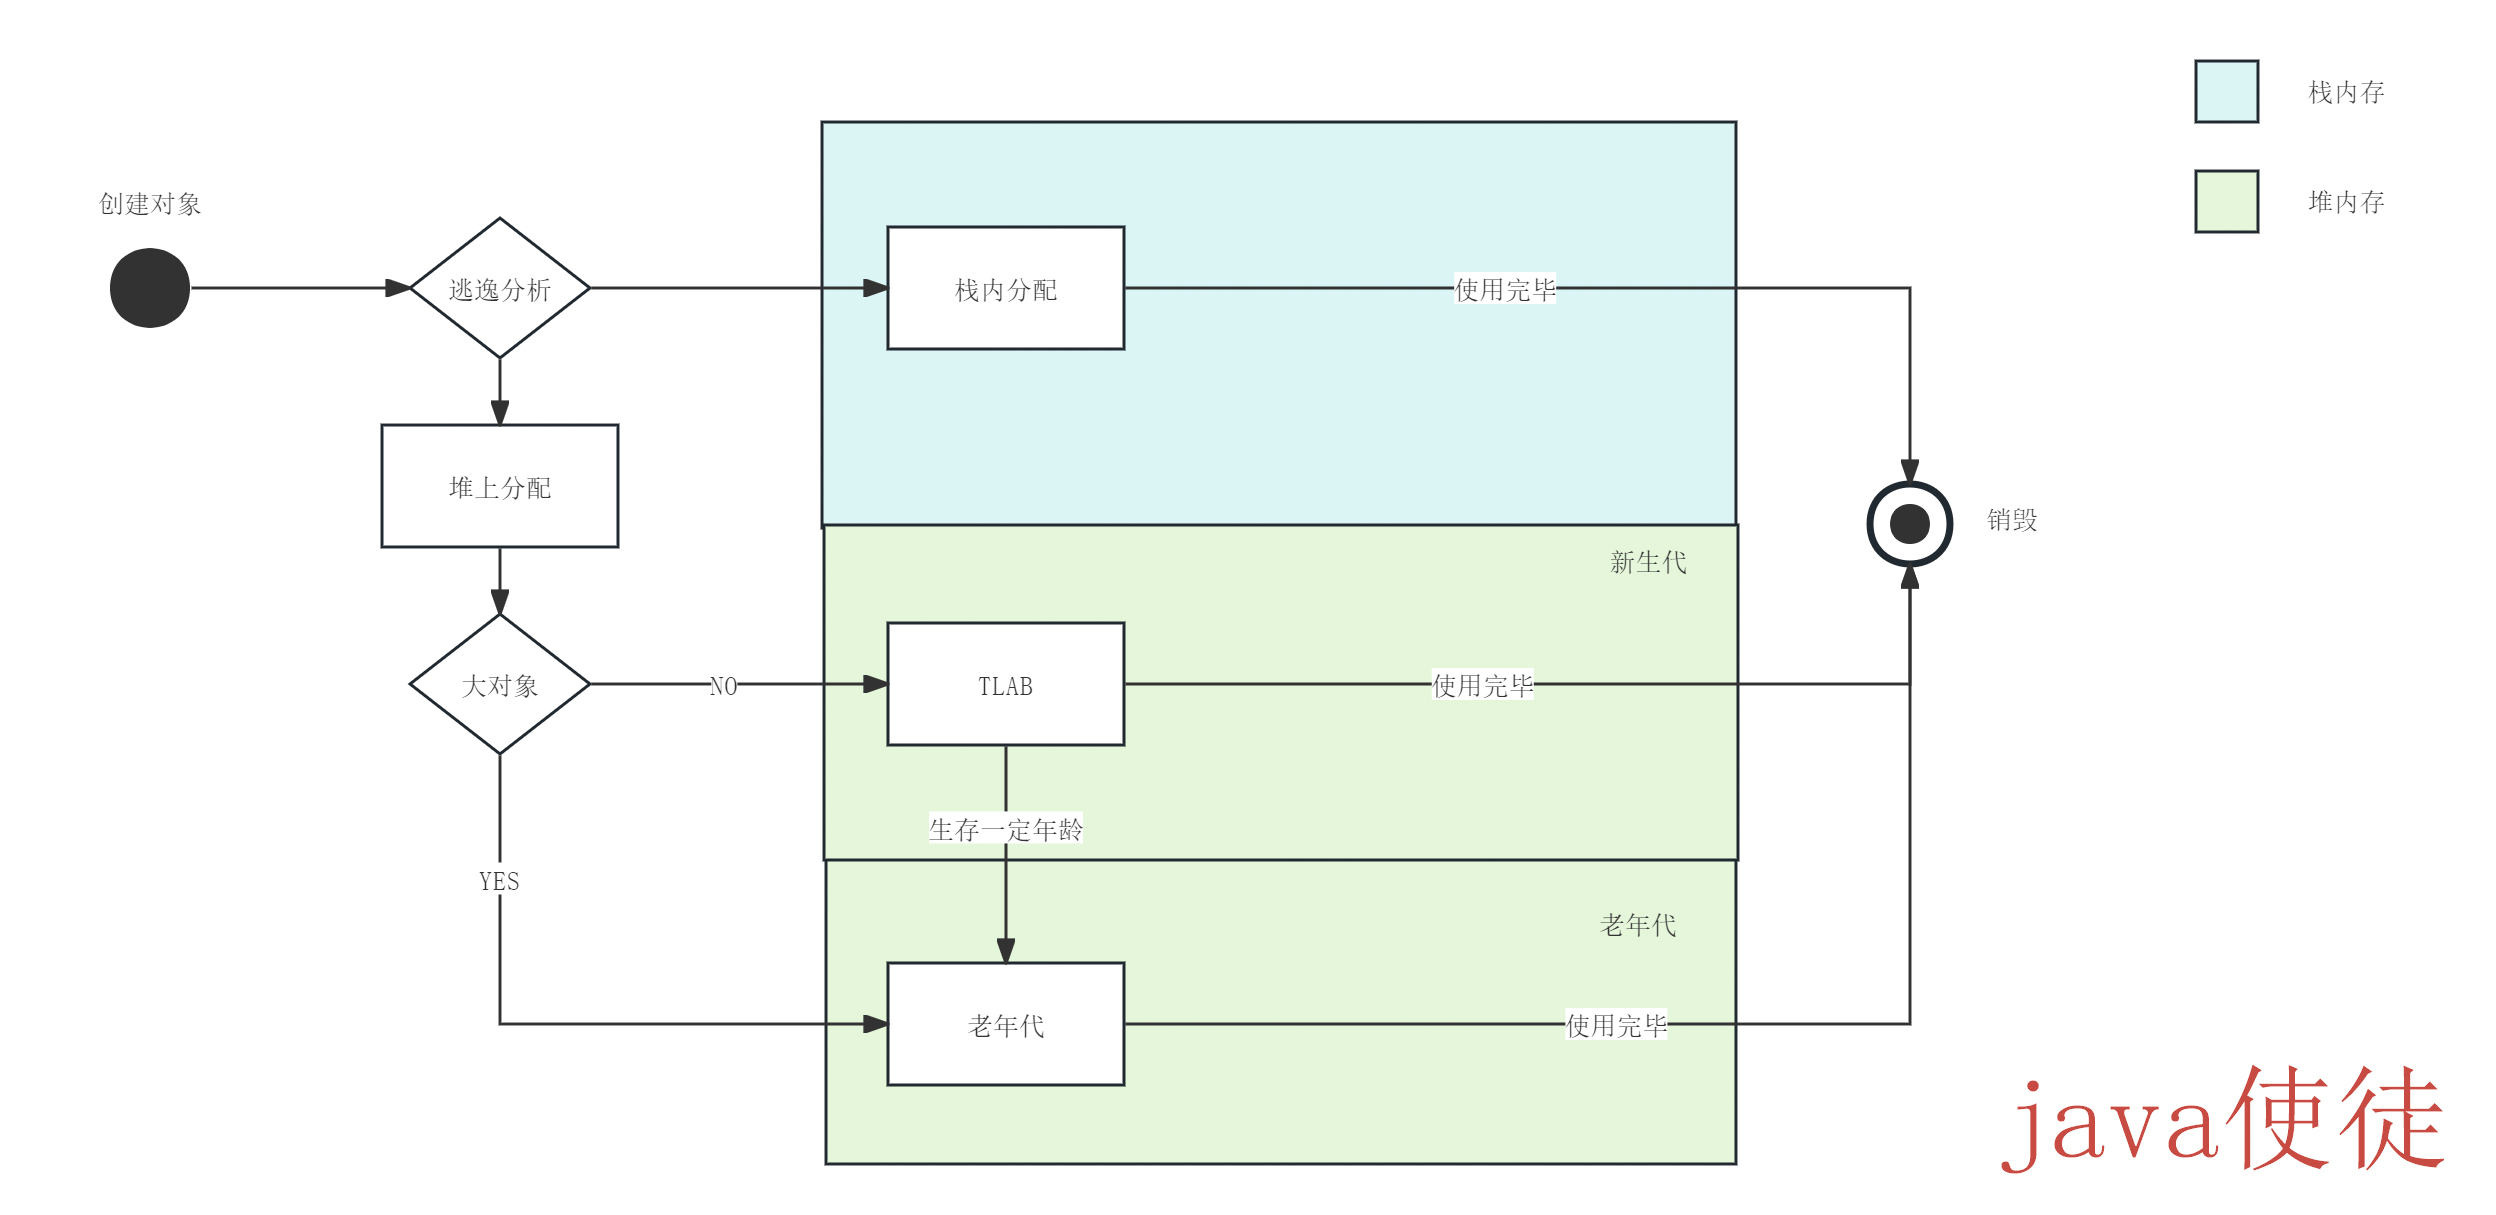 栈内存
堆内存
创建对象
逃逸分析
栈内分配
使用完毕
堆上分配
销毁
新生代
大对象
NO
TLAB
使用完毕
生存一定年龄
YES
老年代
老年代
使用完毕
java使徒